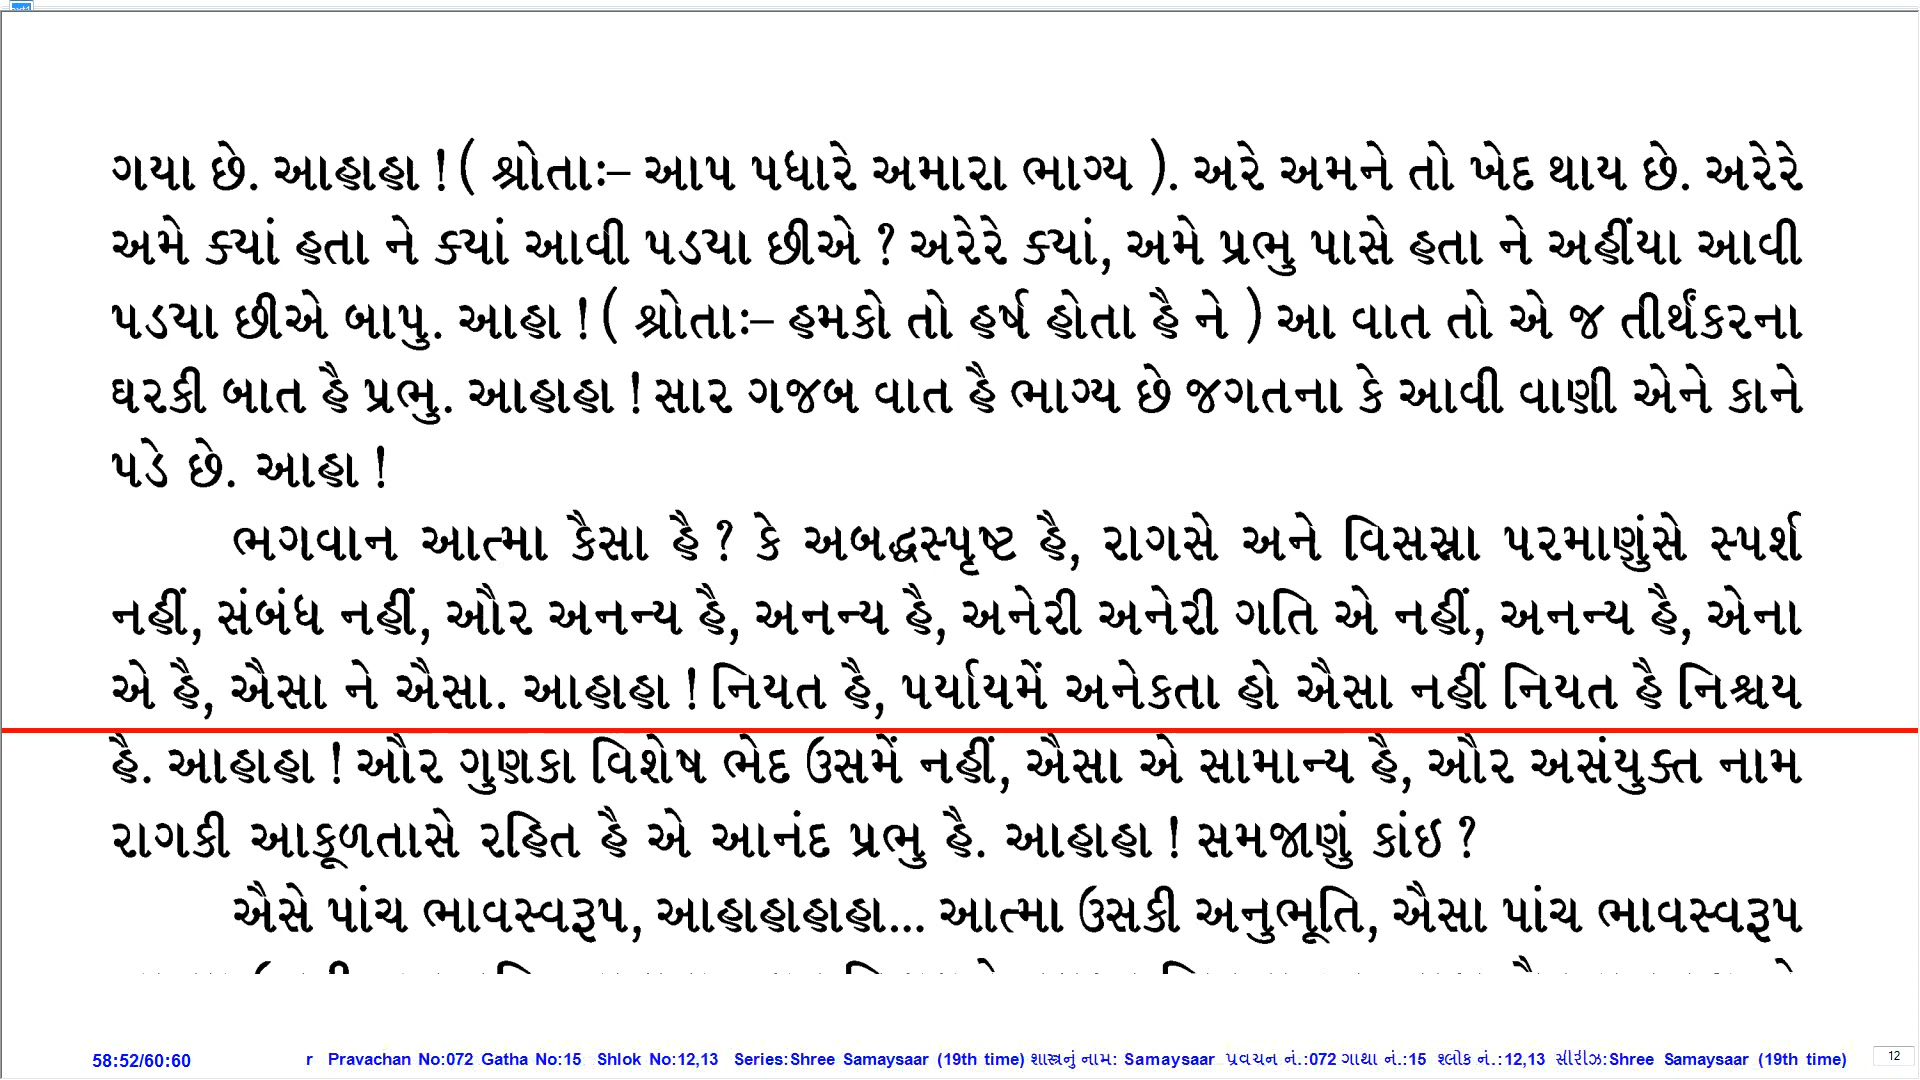 ગયા છે. આહાહા ! ( શ્રોતાઃ– આપ પધારે અમારા ભાગ્ય ). અરે અમને તો ખેદ થાય છે. અરેરે
અમે ક્યાં હતા ને ક્યાં આવી પડયા છીએ ? અરેરે ક્યાં, અમે પ્રભુ પાસે હતા ને અહીંયા આવી
પડયા છીએ બાપુ. આહા ! ( શ્રોતાઃ– હમકો તો હર્ષ હોતા હૈ ને ) આ વાત તો એ જ તીર્થંકરના
ઘરકી બાત હૈ પ્રભુ. આહાહા ! સાર ગજબ વાત હૈ ભાગ્ય છે જગતના કે આવી વાણી એને કાને
પડે છે. આહા !
ભગવાન આત્મા કૈસા હૈ ? કે અબદ્ધસ્પૃષ્ટ હૈ, રાગસે અને વિસસ્રા પરમાણુંસે સ્પર્શ
નહીં, સંબંધ નહીં, ઔર અનન્ય હૈ, અનન્ય હૈ, અનેરી અનેરી ગતિ એ નહીં, અનન્ય હૈ, એના
એ હૈ, ઐસા ને ઐસા. આહાહા ! નિયત હૈ, પર્યાયમેં અનેકતા હો ઐસા નહીં નિયત હૈ નિશ્ચય
હૈ. આહાહા ! ઔર ગુણકા વિશેષ ભેદ ઉસમેં નહીં, ઐસા એ સામાન્ય હૈ, ઔર અસંયુક્ત નામ
રાગકી આકૂળતાસે રહિત હૈ એ આનંદ પ્રભુ હૈ. આહાહા ! સમજાણું કાંઇ ?
ઐસે પાંચ ભાવસ્વરૂપ, આહાહાહાહા... આત્મા ઉસકી અનુભૂતિ, ઐસા પાંચ ભાવસ્વરૂપ
58:52/60:60 r Pravachan No:072 Gatha No:15 Shlok No:12,13 Series:Shree Samaysaar (19th time) શાસ્ત્રનું નામ: Samaysaar પ્રવચન નં.:072 ગાથા નં.:15 શ્લોક નં.:12,13 સીરીઝ:Shree Samaysaar (19th time) 12